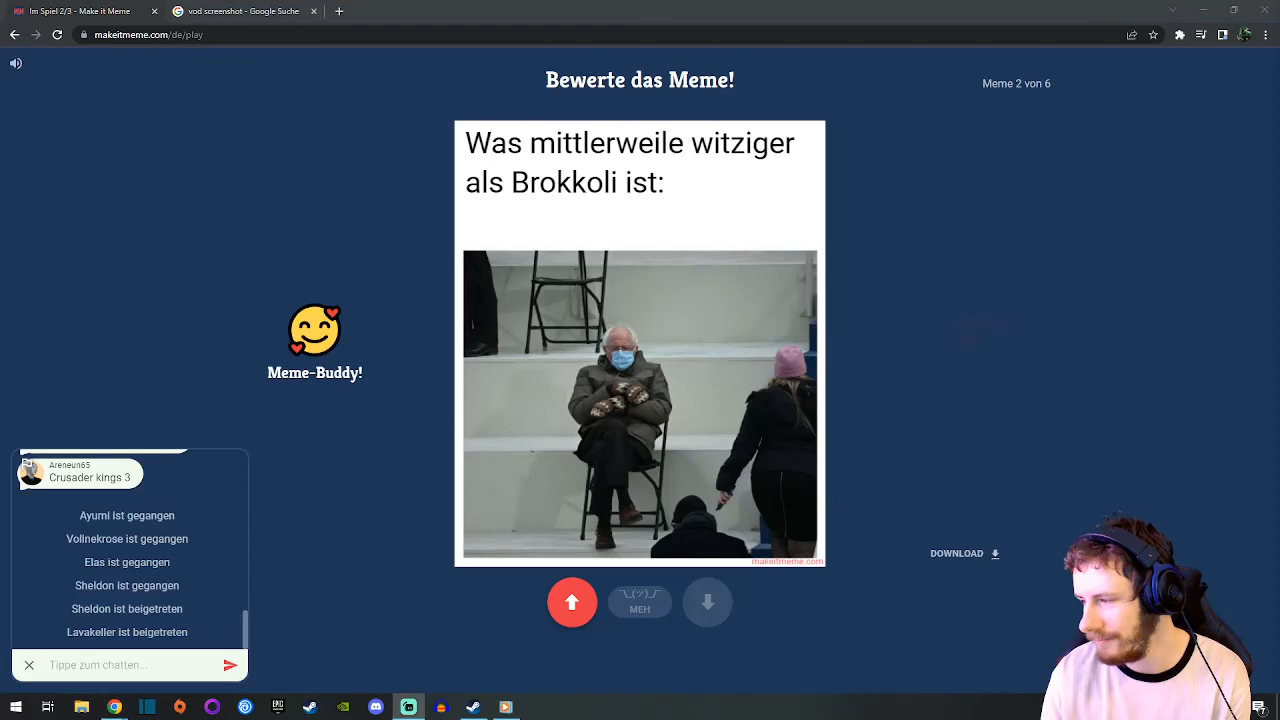 Im Spiel 2/3 - Make it Meme
vod screenshot - Google Suche
makeitmeme.com/de/play
Bewerte das Meme!
Meme 2 von 6
Was mittlerweile witziger
als Brokkoli ist:
makeitmeme.com
Meme-Buddy!
Areneun65
Crusader kings 3
Ayumi ist gegangen
Vollnekrose ist gegangen
Elas ist gegangen
Sheldon ist gegangen
Sheldon ist beigetreten
Lavakeller ist beigetreten
Tippe zum chatten...
DOWNLOAD
¯\_(ツ)_/¯
MEH